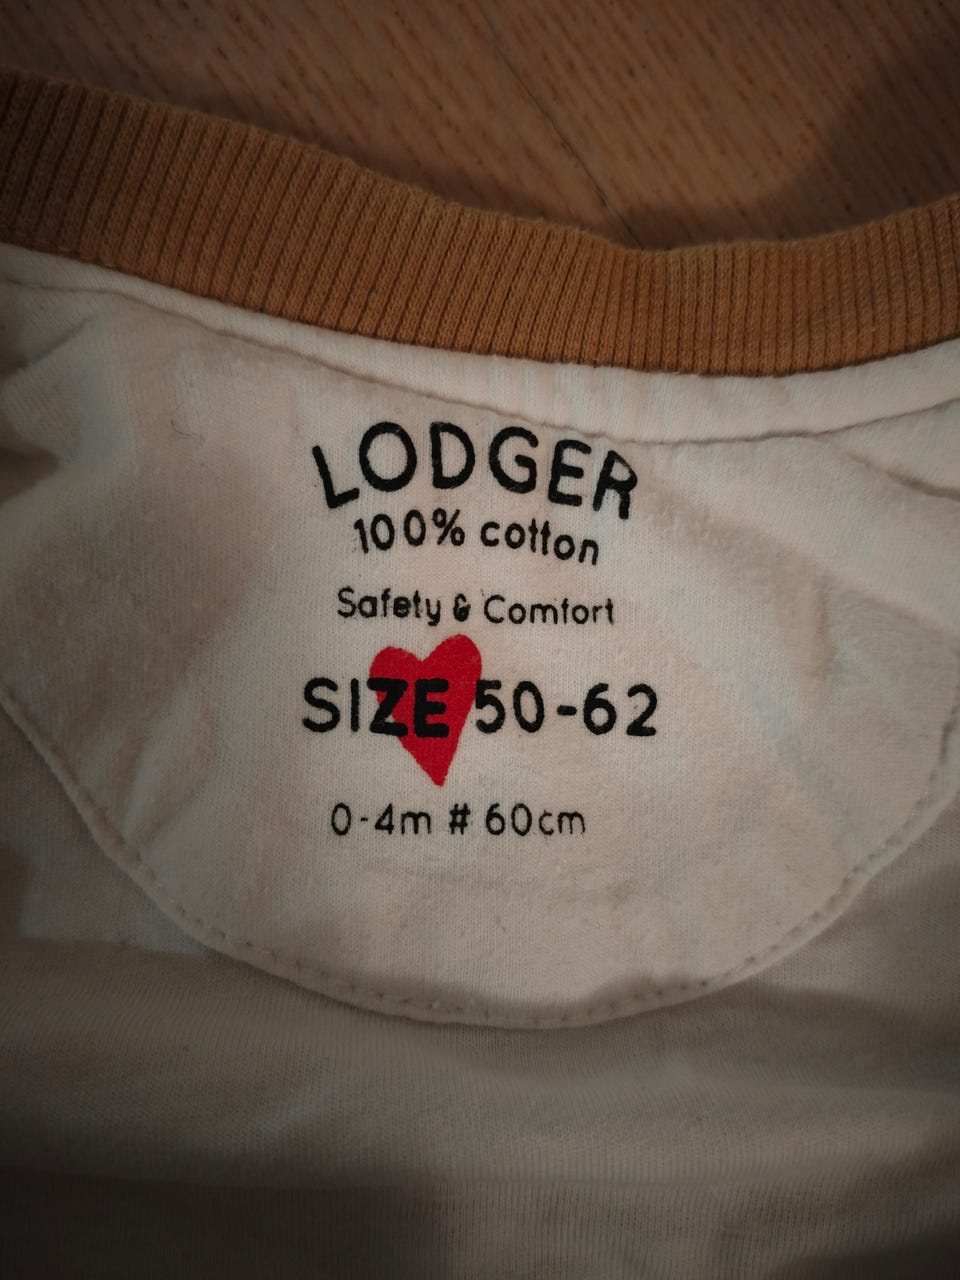 LODGER
100% cotton
Safety & Comfort
SIZE 50-62
0-4m # 60cm